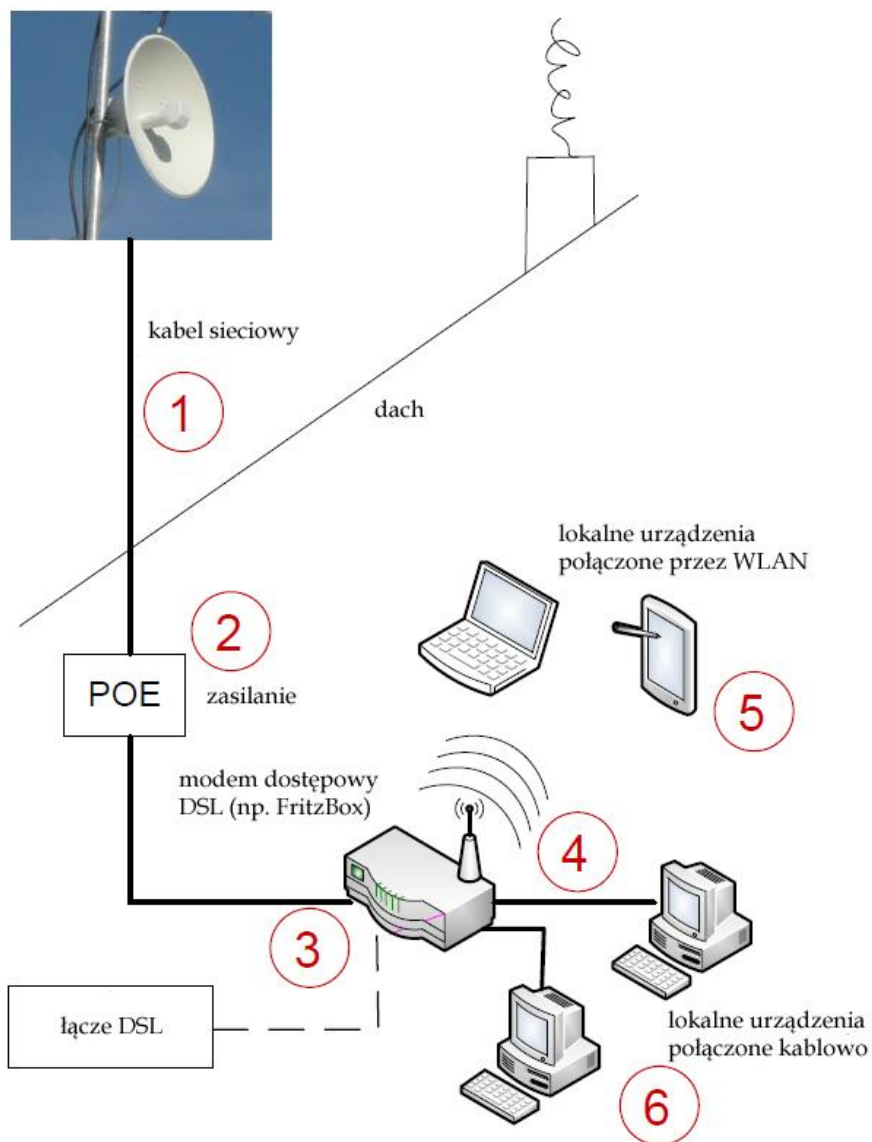 kabel sieciowy
1
dach
lokalne urządzenia
połączone przez WLAN
2
POE
zasilanie
5
modem dostępowy
DSL (np. FritzBox)
4
3
łącze DSL
lokalne urządzenia
połączone kablowo
6